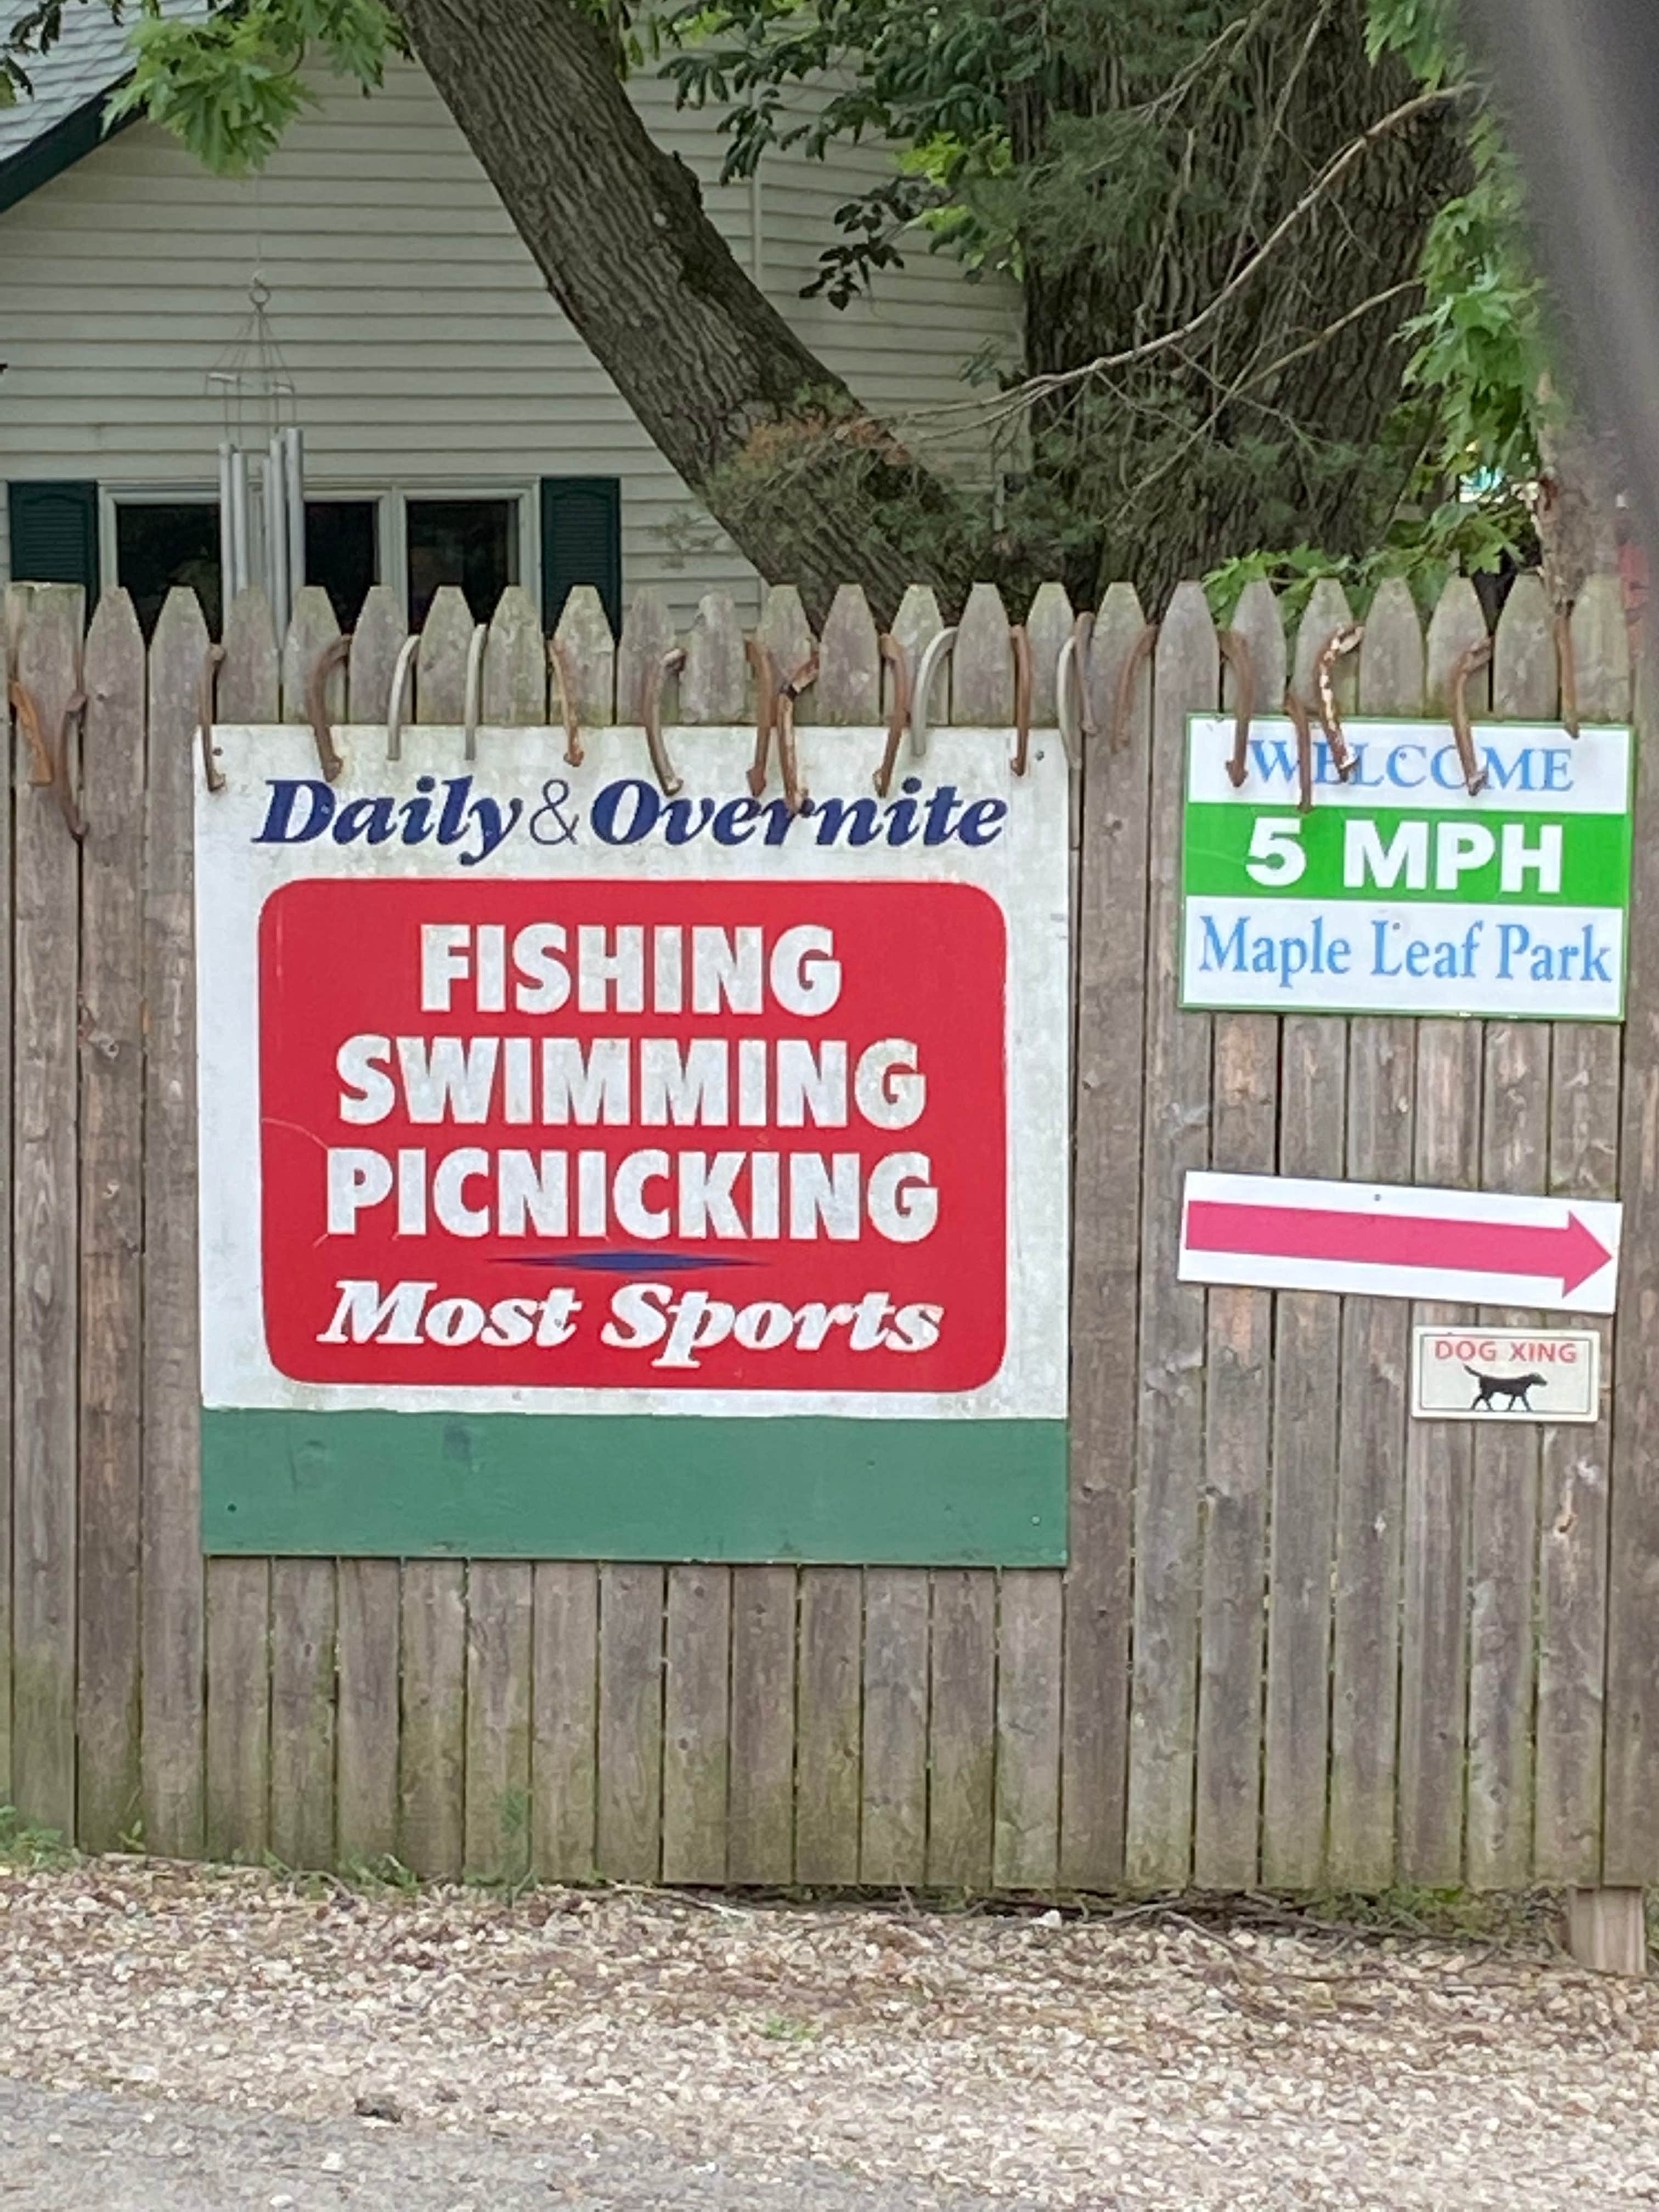 Daily & Overnite
FISHING
SWIMMING
PICNICKING
Most Sports
WELCOME
5 MPH
Maple Leaf Park
DOG XING